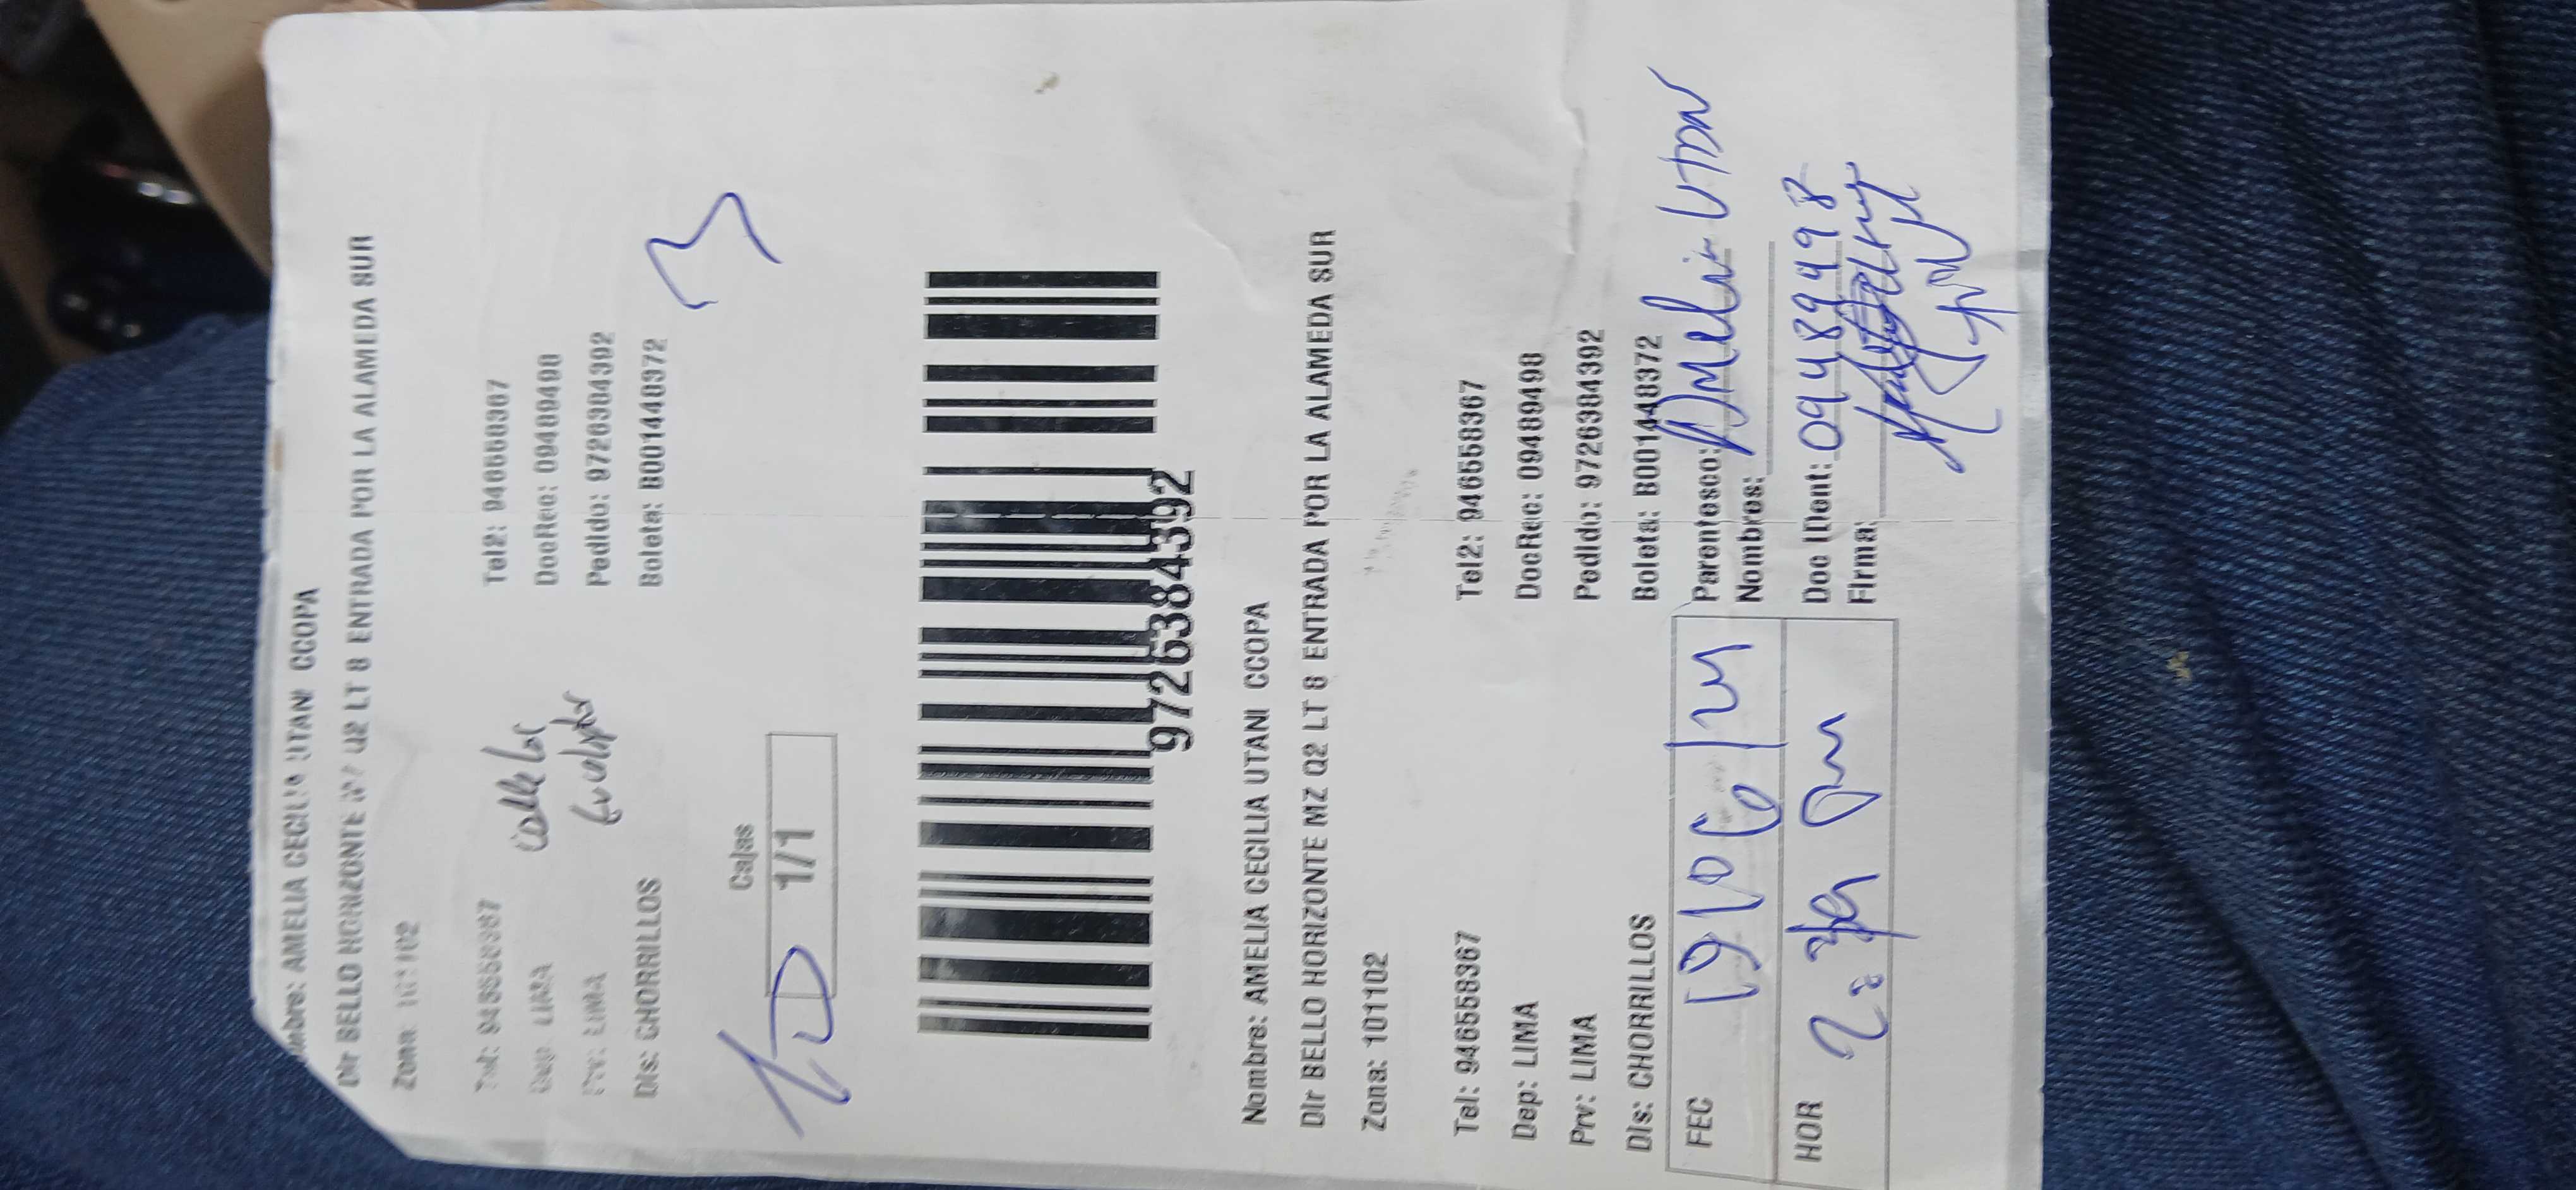 Nombre: AMELIA CECILIA UTANI CCOPA
Dir BELLO HORIZONTE MZ Q2 LT 8 ENTRADA POR LA ALAMEDA SUR
Zona: 101102
Tel: 946558367 Tel2: 946558367
Dep: LIMA DocRec: 09489498
Prv: LIMA Pedido: 9726384392
Dis: CHORRILLOS Boleta: B001448372
Cajas
1/1
9726384392
Nombre: AMELIA CECILIA UTANI CCOPA
Dir BELLO HORIZONTE MZ Q2 LT 8 ENTRADA POR LA ALAMEDA SUR
Zona: 101102
Tel: 946558367 Tel2: 946558367
Dep: LIMA DocRec: 09489498
Prv: LIMA Pedido: 9726384392
Dis: CHORRILLOS Boleta: B001448372
FEC Parentesco: Amelia Utan
Nombres:
HOR Doc IDent: 09489498
Firma: